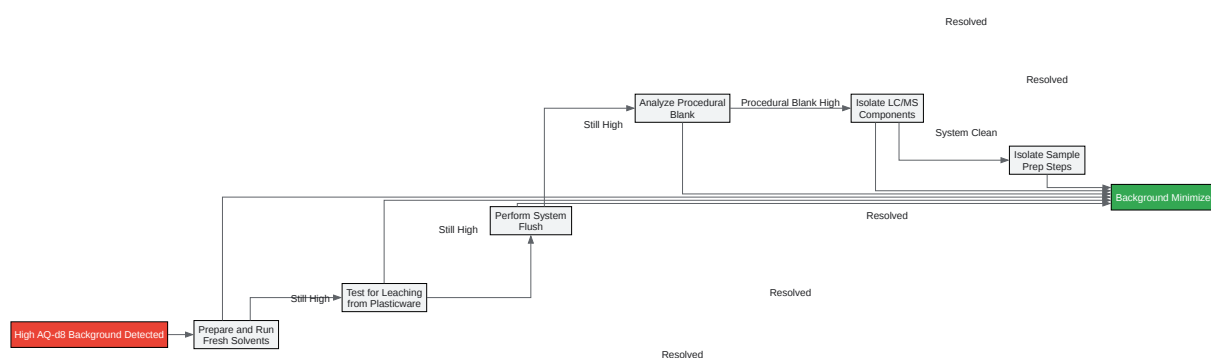 Resolved
Resolved
Analyze Procedural
Blank
Procedural Blank High
Isolate LC/MS
Components
Still High
System Clean
Isolate Sample
Prep Steps
Background Minimize
Perform System
Flush
Resolved
Still High
Test for Leaching
from Plasticware
Still High
Resolved
High AQ-d8 Background Detected
Prepare and Run
Fresh Solvents
Resolved